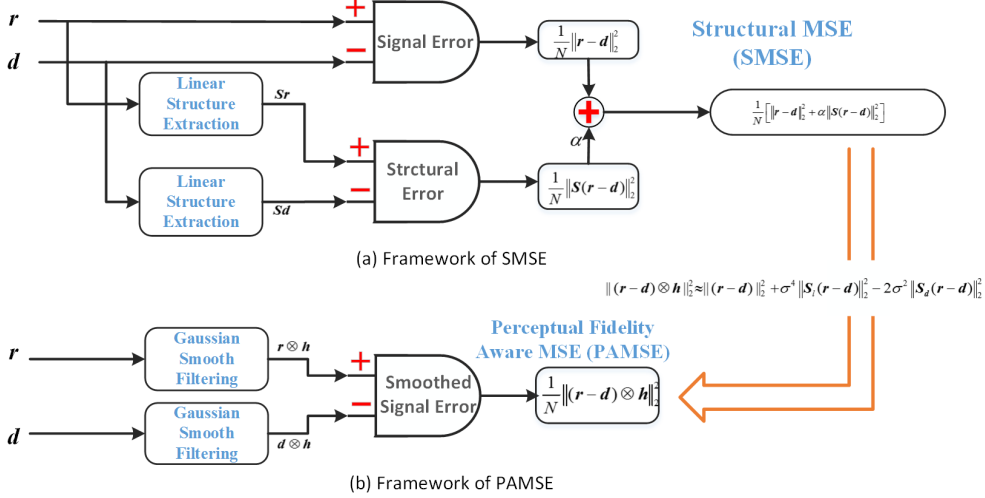 r
d
Linear
Structure
Extraction
Sr
Linear
Structure
Extraction
Sd
+
−
Signal Error
+
−
Strctural
Error
1/N ||r − d||₂²
+
α
1/N ||S(r − d)||₂²
Structural MSE
(SMSE)
1/N [||r − d||₂² + α||S(r − d)||₂²]
(a) Framework of SMSE
||(r − d) ⊗ h||₂² ≈ ||(r − d)||₂² + σ⁴ ||Sₗ(r − d)||₂² − 2σ² ||S_d(r − d)||₂²
r
d
Gaussian
Smooth
Filtering
r ⊗ h
Gaussian
Smooth
Filtering
d ⊗ h
+
−
Smoothed
Signal Error
Perceptual Fidelity
Aware MSE (PAMSE)
1/N ||(r − d) ⊗ h||₂²
(b) Framework of PAMSE